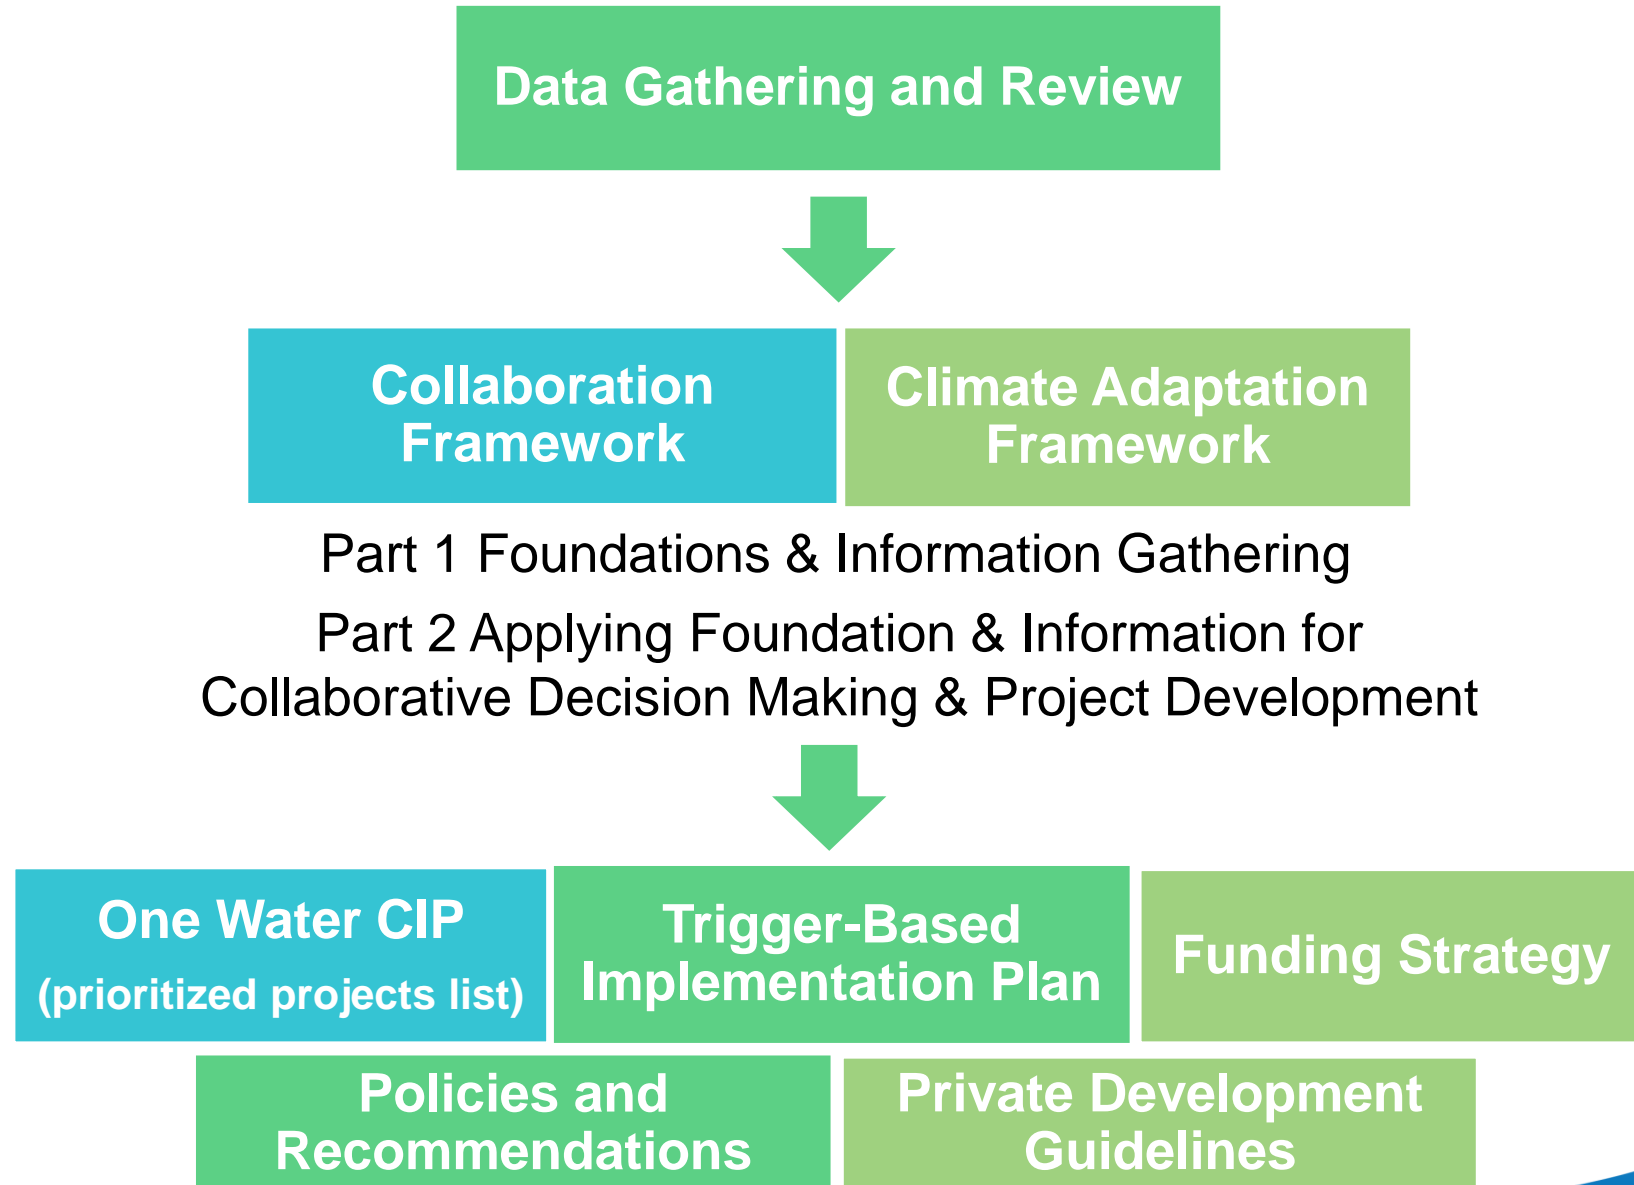 Data Gathering and Review
Collaboration
Framework
Climate Adaptation
Framework
Part 1 Foundations & Information Gathering
Part 2 Applying Foundation & Information for
Collaborative Decision Making & Project Development
One Water CIP
(prioritized projects list)
Trigger-Based
Implementation Plan
Funding Strategy
Policies and
Recommendations
Private Development
Guidelines